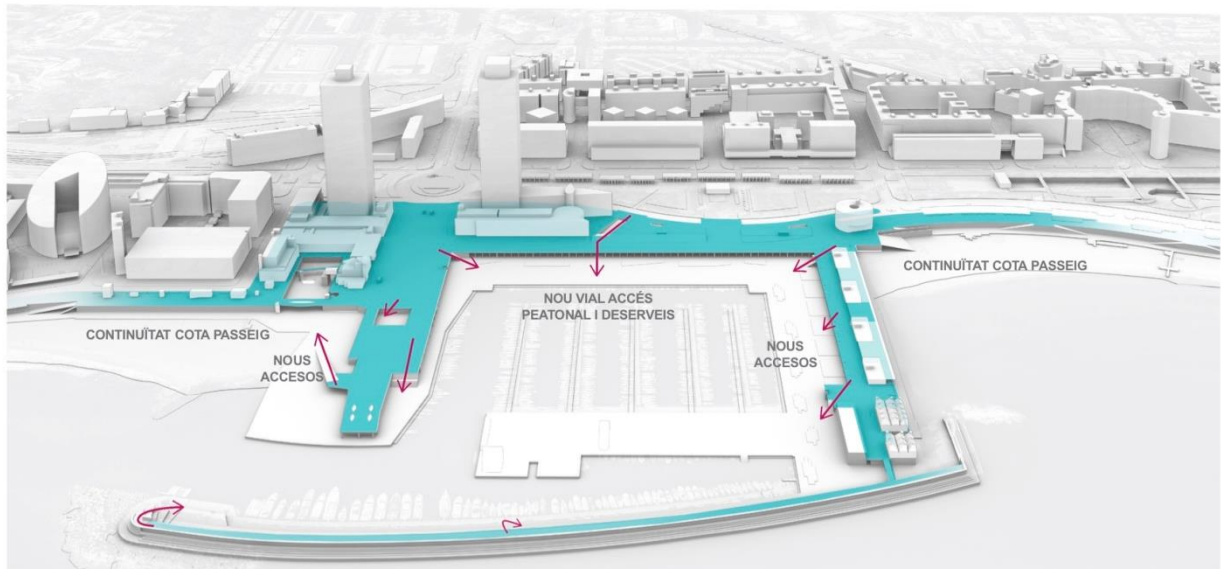 CONTINUÏTAT COTA PASSEIG
NOU VIAL ACCÉS
PEATONAL I DESERVEIS
CONTINUÏTAT COTA PASSEIG
NOUS
ACCESOS
NOUS
ACCESOS